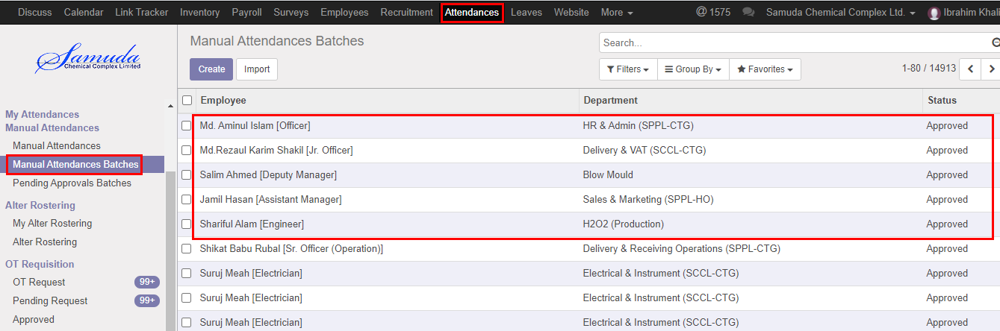 Discuss Calendar Link Tracker Inventory Payroll Surveys Employees Recruitment Attendances Leaves Website More @ 1575 Samuda Chemical Complex Ltd. Ibrahim Khali
Samuda
Chemical Complex Limited
Manual Attendances Batches
Search...
Create Import
Filters Group By Favorites 1-80 / 14913
My Attendances
Manual Attendances
Manual Attendances
Manual Attendances Batches
Pending Approvals Batches
Alter Rostering
My Alter Rostering
Alter Rostering
OT Requisition
OT Request 99+
Pending Request 99+
Approved
Employee Department Status
Md. Aminul Islam [Officer] HR & Admin (SPPL-CTG) Approved
Md.Rezaul Karim Shakil [Jr. Officer] Delivery & VAT (SCCL-CTG) Approved
Salim Ahmed [Deputy Manager] Blow Mould Approved
Jamil Hasan [Assistant Manager] Sales & Marketing (SPPL-HO) Approved
Shariful Alam [Engineer] H2O2 (Production) Approved
Shikat Babu Rubal [Sr. Officer (Operation)] Delivery & Receiving Operations (SPPL-CTG) Approved
Suruj Meah [Electrician] Electrical & Instrument (SCCL-CTG) Approved
Suruj Meah [Electrician] Electrical & Instrument (SCCL-CTG) Approved
Suruj Meah [Electrician] Electrical & Instrument (SCCL-CTG) Approved